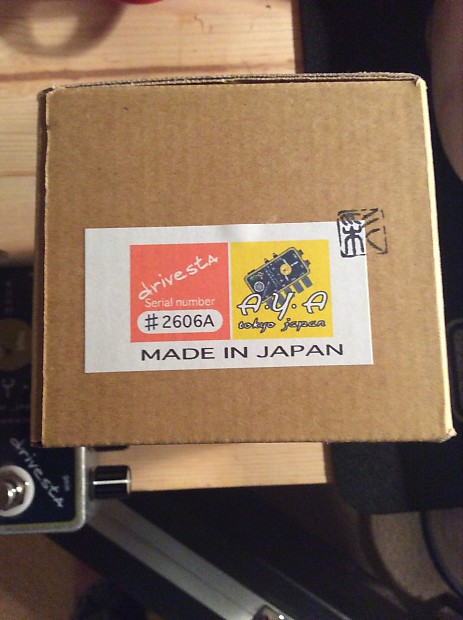 drivesta
Serial number
#2606A
A.Y.A
tokyo japan
MADE IN JAPAN
drivesta